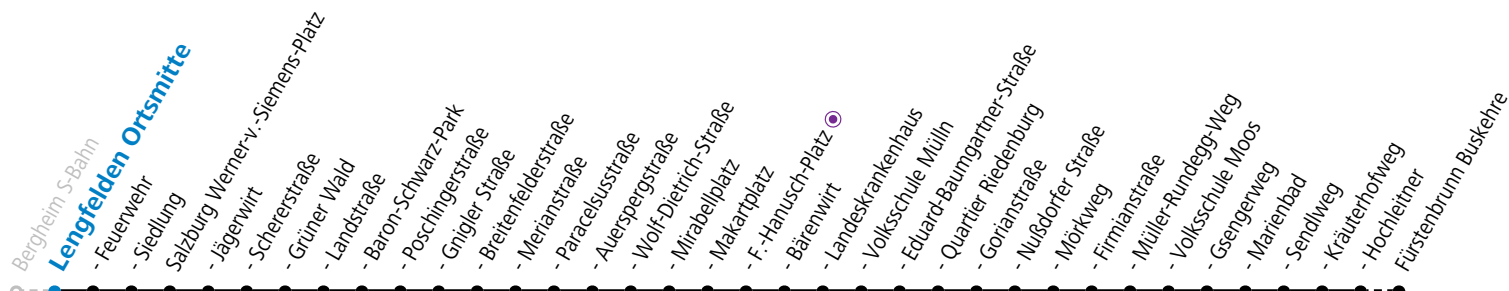 Bergheim S-Bahn
Lengfelden Ortsmitte
- Feuerwehr
- Siedlung
Salzburg Werner-v.-Siemens-Platz
- Jägerwirt
- Schererstraße
- Grüner Wald
- Landstraße
- Baron-Schwarz-Park
- Poschingerstraße
- Gnigler Straße
- Breitenfelderstraße
- Merianstraße
- Paracelsusstraße
- Auerspergstraße
- Wolf-Dietrich-Straße
- Mirabellplatz
- Makartplatz
- F.-Hanusch-Platz
- Bärenwirt
- Landeskrankenhaus
- Volksschule Mülln
- Eduard-Baumgartner-Straße
- Quartier Riedenburg
- Gorianstraße
- Nußdorfer Straße
- Mörkweg
- Firmianstraße
- Müller-Rundegg-Weg
- Volksschule Moos
- Gsengerweg
- Marienbad
- Sendlweg
- Kräuterhofweg
- Hochleitner
Fürstenbrunn Buskehre